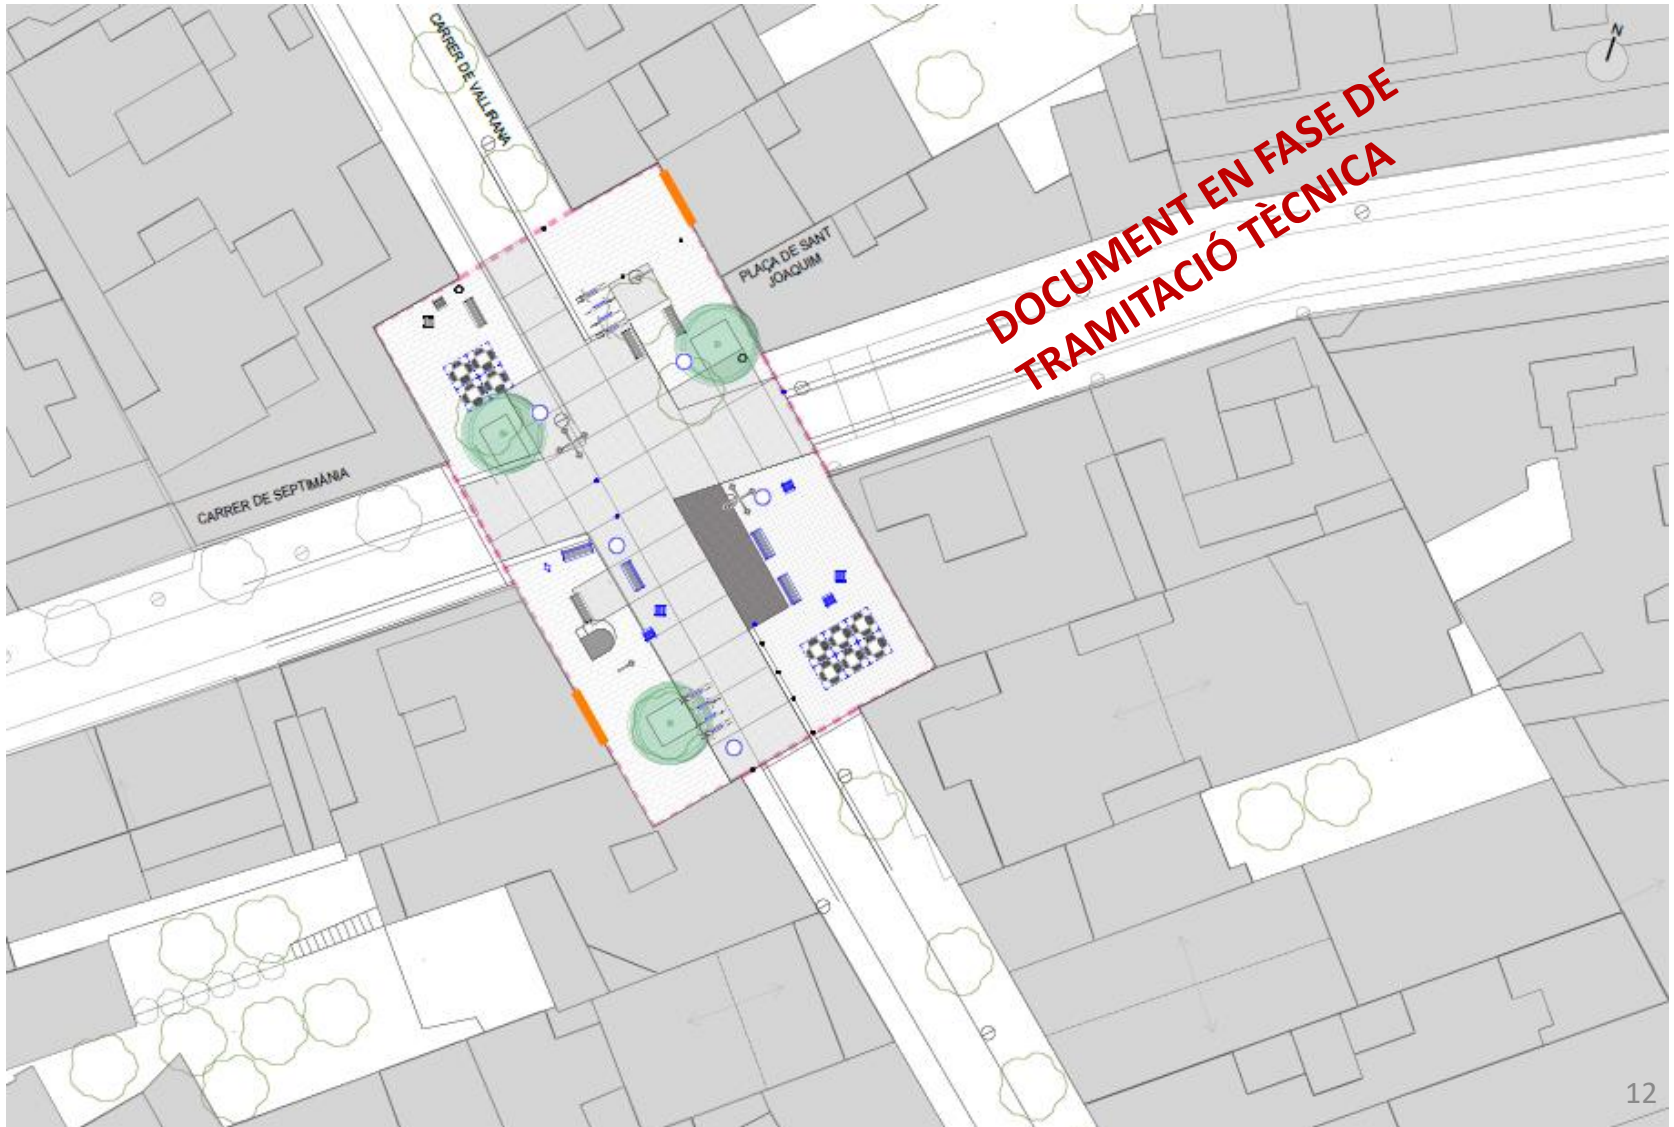 CARRER DE VALLIRANA
N
DOCUMENT EN FASE DE
TRAMITACIÓ TÈCNICA
PLAÇA DE SANT
JOAQUIM
CARRER DE SEPTIMÀNIA
12